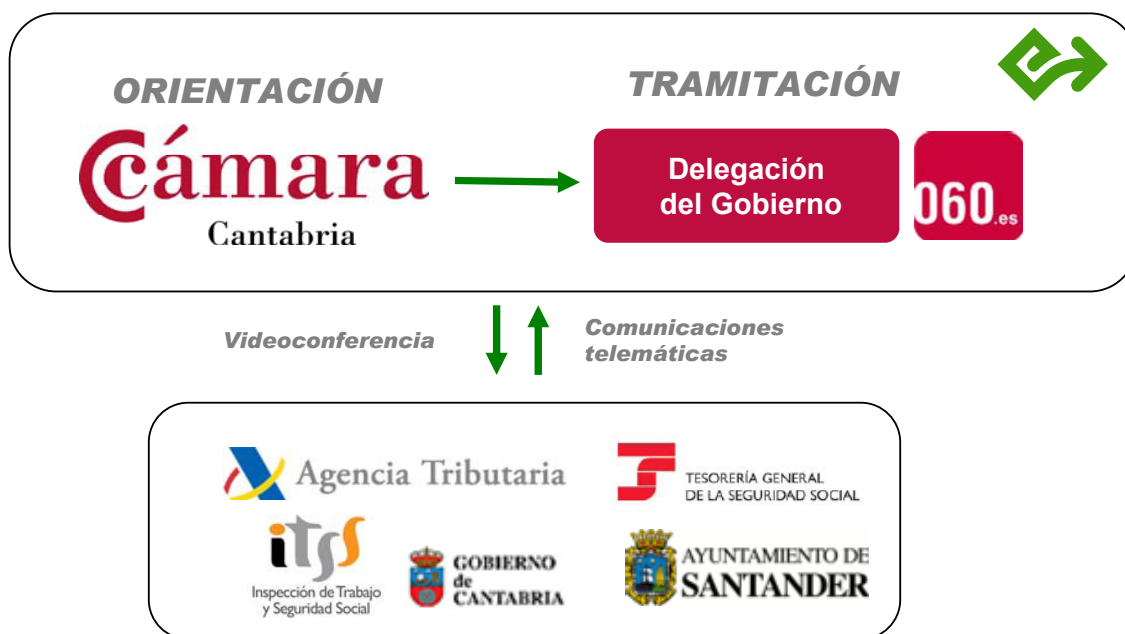 ORIENTACIÓN
TRAMITACIÓN
cámara
Cantabria
Delegación
del Gobierno
060.es
Videoconferencia
Comunicaciones
telemáticas
Agencia Tributaria
TESORERÍA GENERAL
DE LA SEGURIDAD SOCIAL
itss
Inspección de Trabajo
y Seguridad Social
GOBIERNO
de
CANTABRIA
AYUNTAMIENTO DE
SANTANDER